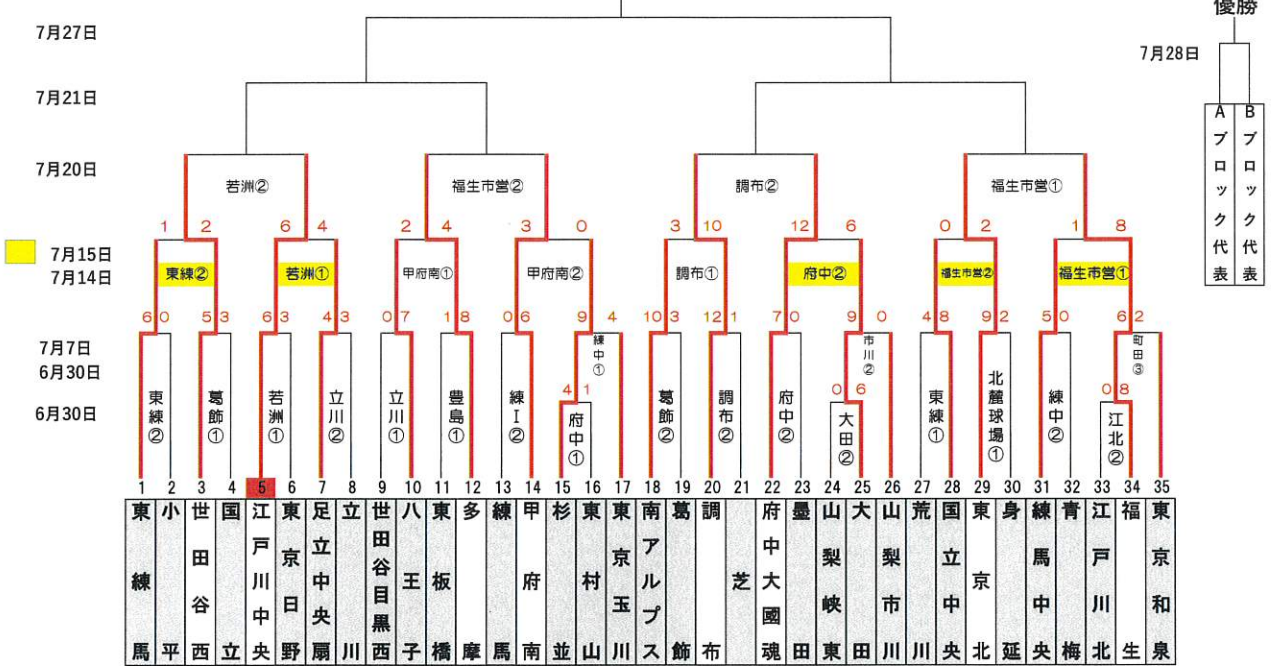 優勝
7月27日
7月28日
7月21日
A B
Aブロック代表
Bブロック代表
7月20日
若洲② 福生市営② 調布② 福生市営①
1 2 6 4 2 4 3 0 3 10 12 6 0 2 1 8
7月15日
7月14日
東練② 若洲① 甲府南① 甲府南② 調布① 府中② 福生市営② 福生市営①
6 0 5 3 6 3 4 3 0 7 1 8 0 6 9 4 10 3 12 1 7 0 9 0 4 8 9 2 5 0 6 2
7月7日
6月30日
練中① 市川② 町田③
4 1 0 6 0 8
6月30日
東練② 葛飾① 若洲① 立川② 立川① 豊島① 練Ⅰ② 府中① 葛飾② 調布② 府中② 大田② 東練① 北麓球場① 練中② 江北②
1 2 3 4 5 6 7 8 9 10 11 12 13 14 15 16 17 18 19 20 21 22 23 24 25 26 27 28 29 30 31 32 33 34 35
東練馬
小平
世田谷西
国立
江戸川中央
東京日野
足立中央扇
立川
世田谷目黒西
八王子
東板橋
多摩
練馬
甲府南
杉並
東村山
東京玉川
南アルプス
葛飾
調布
芝
府中大國魂
墨田
山梨峡東
大田
山梨市川
荒川
国立中央
東京北
身延
練馬中央
青梅
江戸川北
福生
東京和泉